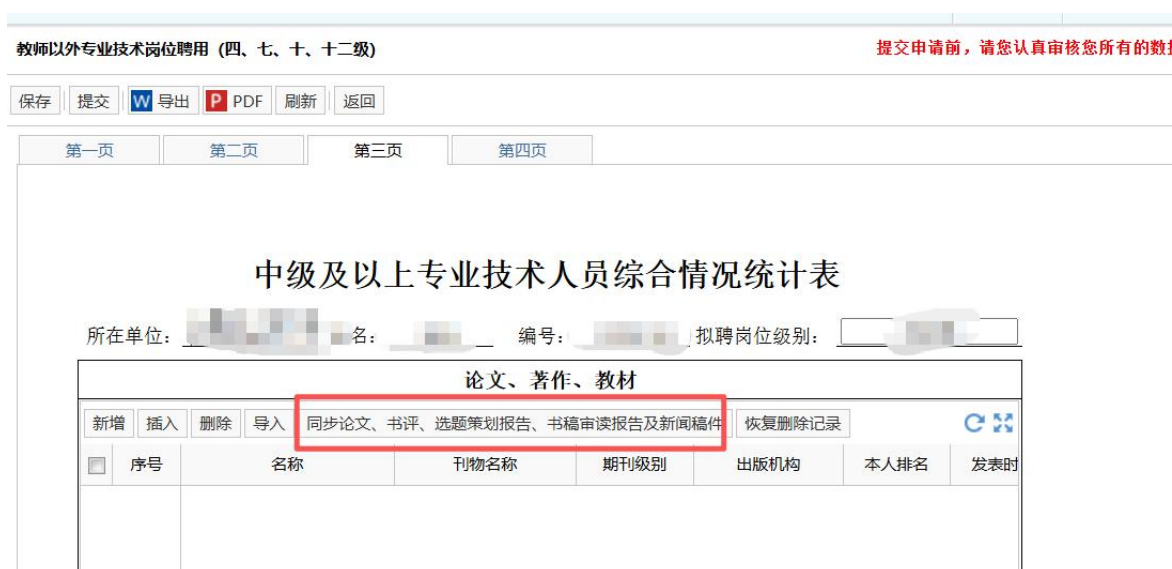 教师以外专业技术岗位聘用（四、七、十、十二级）
提交申请前，请您认真审核您所有的数据
保存 提交 W 导出 P PDF 刷新 返回
第一页 第二页 第三页 第四页
中级及以上专业技术人员综合情况统计表
所在单位： 名： 编号： 拟聘岗位级别：
论文、著作、教材
新增 插入 删除 导入 同步论文、书评、选题策划报告、书稿审读报告及新闻稿件 恢复删除记录
序号 名称 刊物名称 期刊级别 出版机构 本人排名 发表时